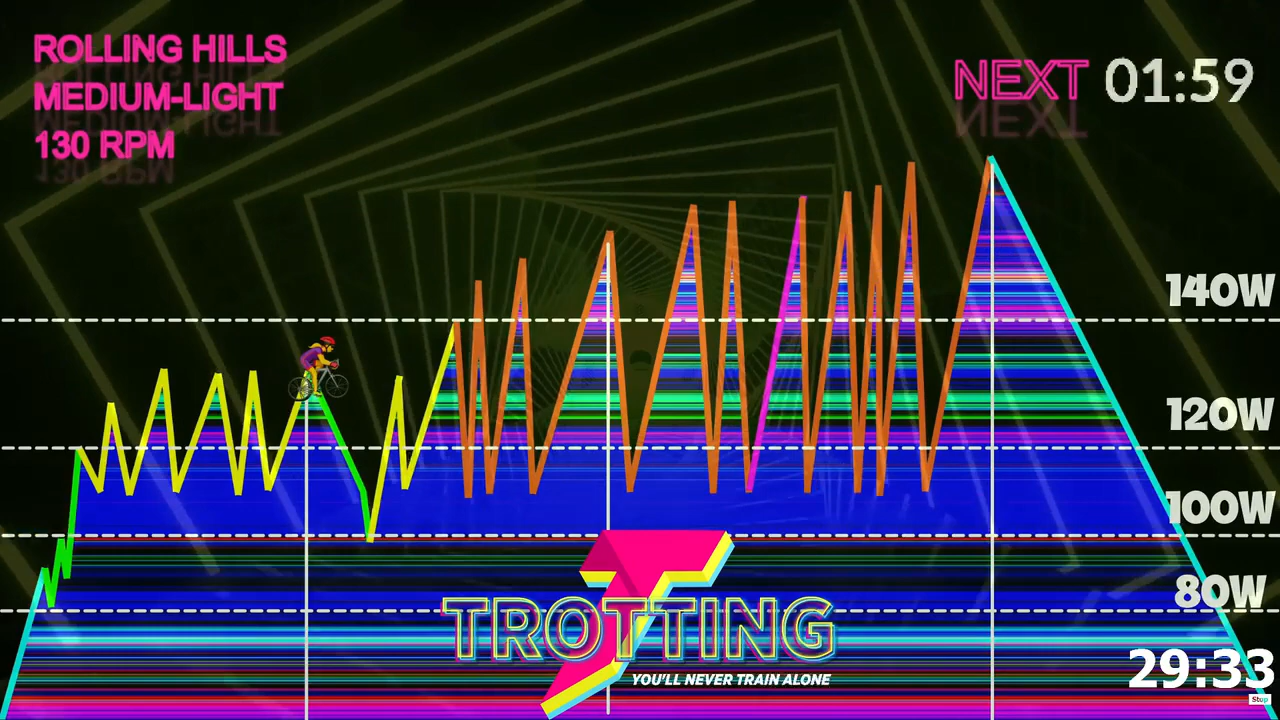 ROLLING HILLS
MEDIUM-LIGHT
130 RPM
NEXT 01:59
140W
120W
100W
80W
TROTTING
YOU'LL NEVER TRAIN ALONE
29:33
Stop